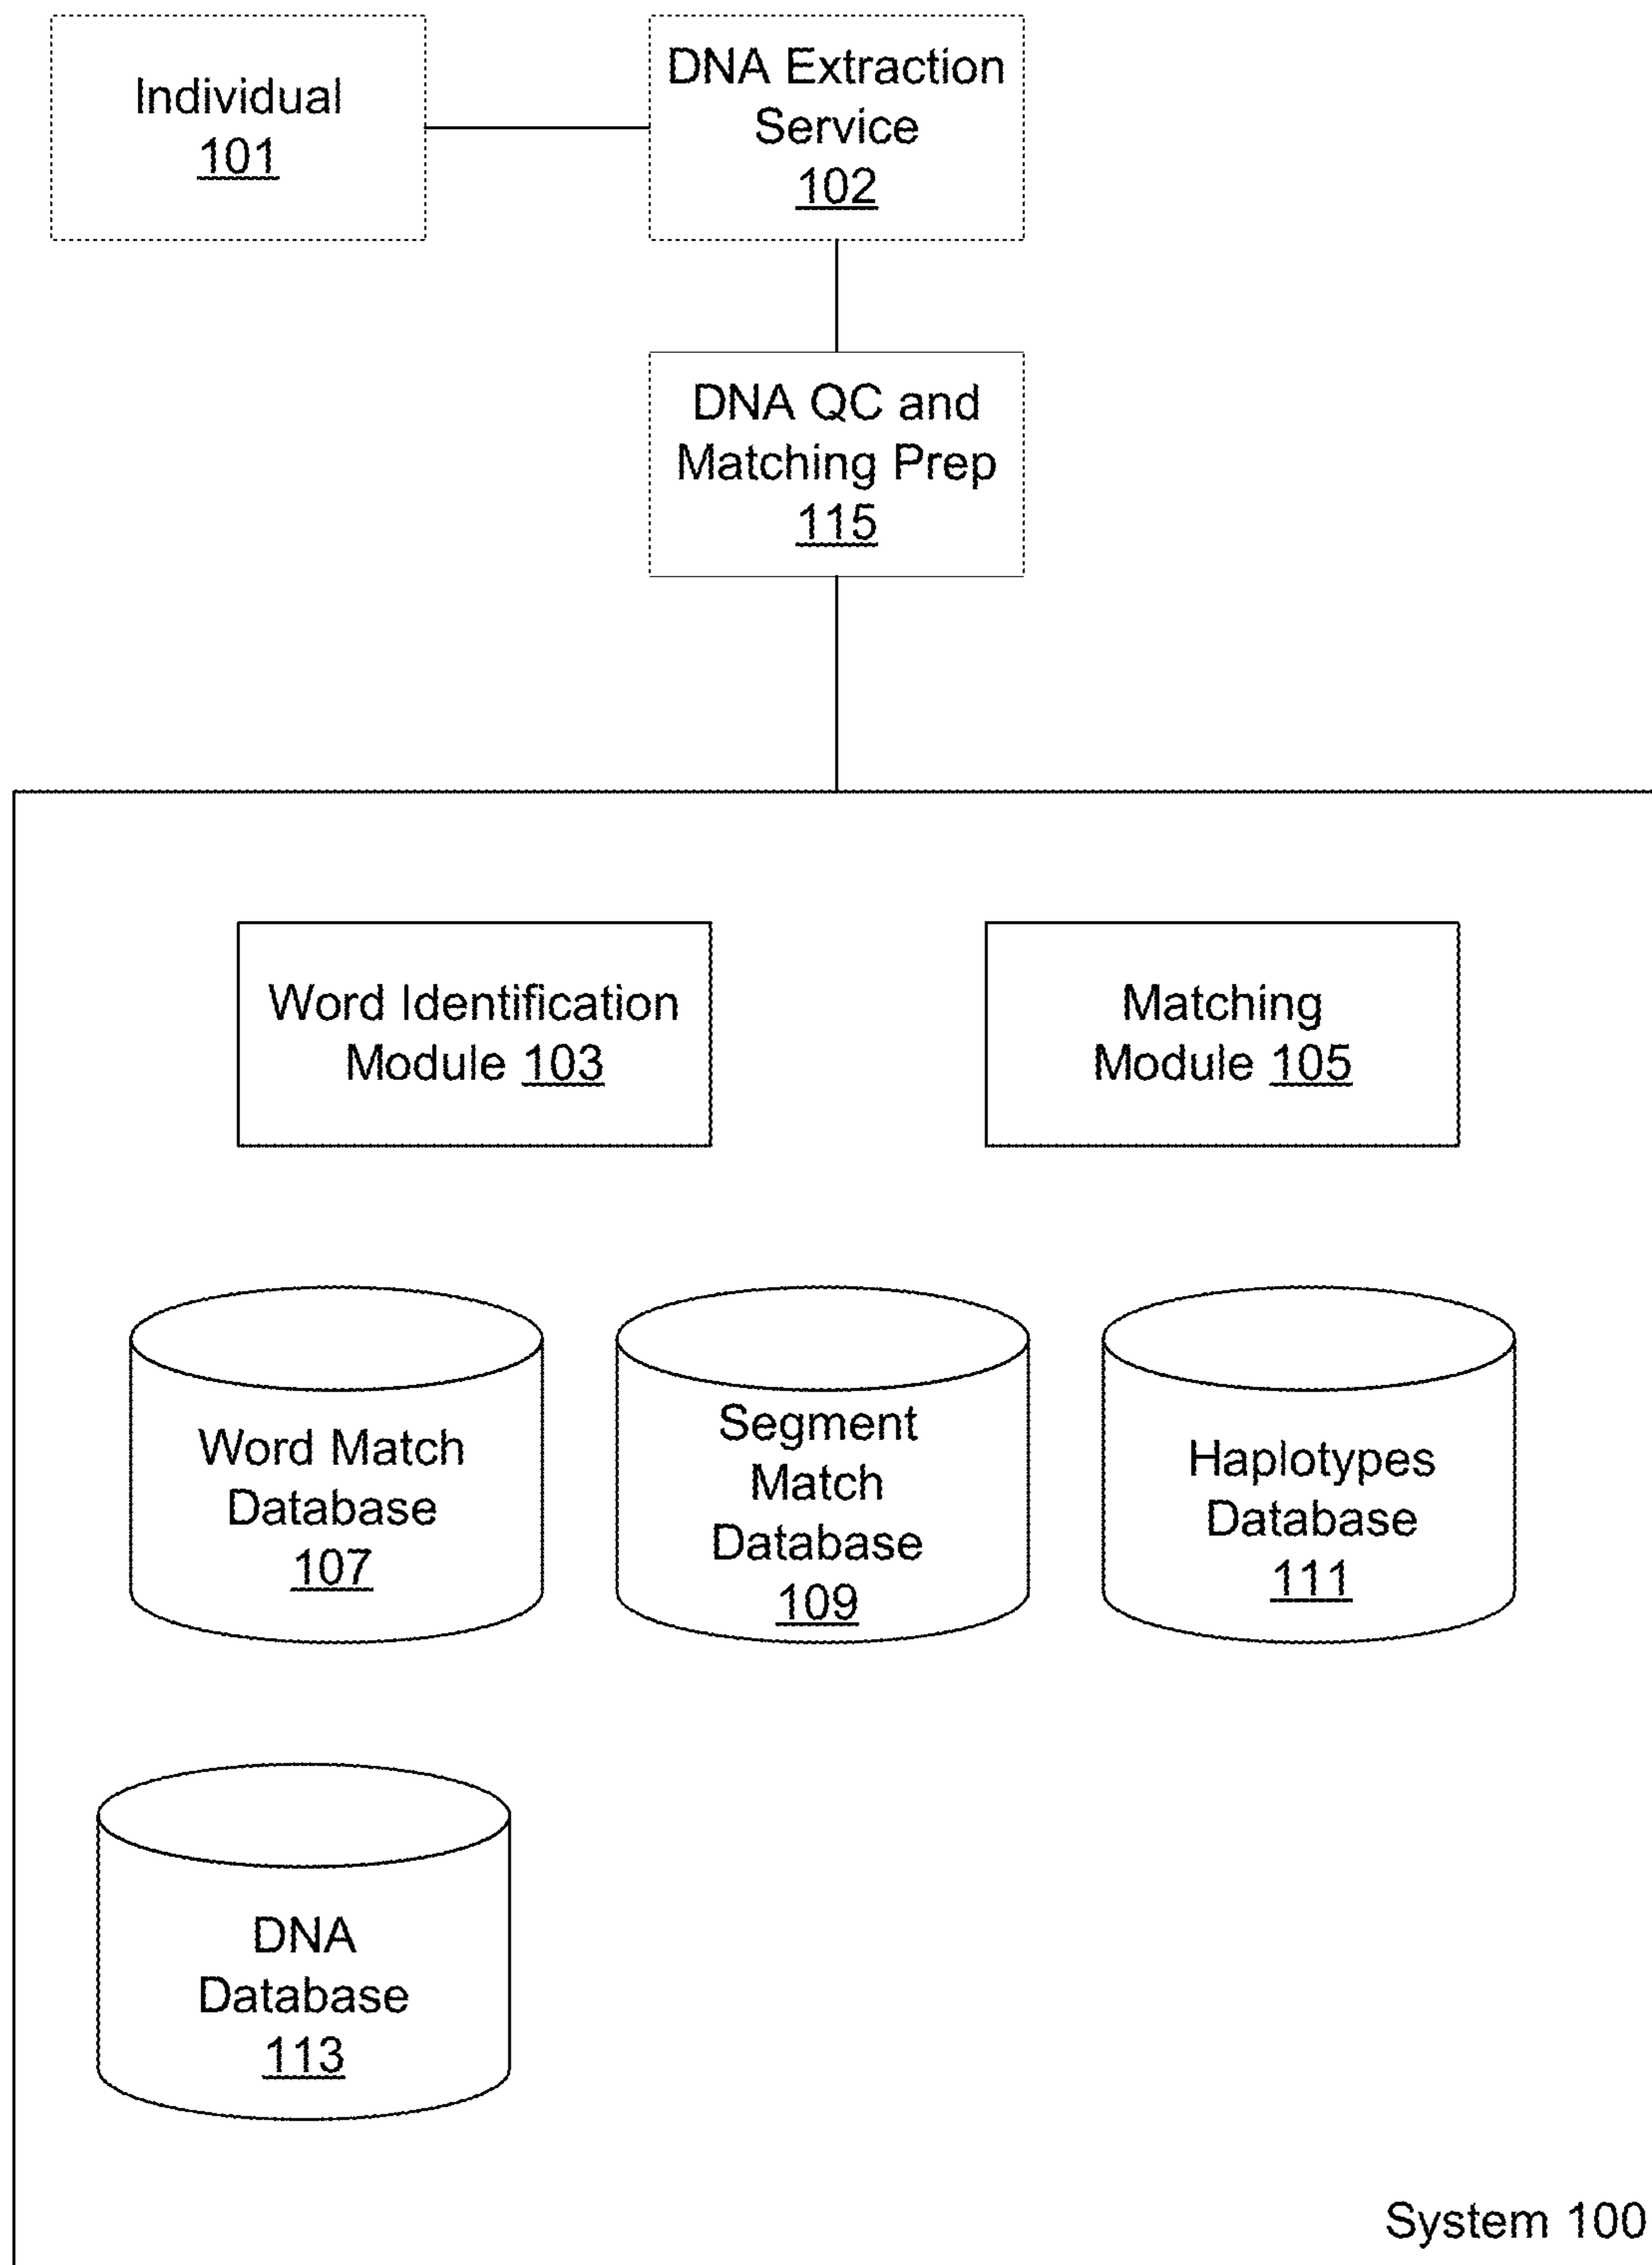 Individual
101
DNA Extraction
Service
102
DNA QC and
Matching Prep
115
Word Identification
Module 103
Matching
Module 105
Word Match
Database
107
Segment
Match
Database
109
Haplotypes
Database
111
DNA
Database
113
System 100